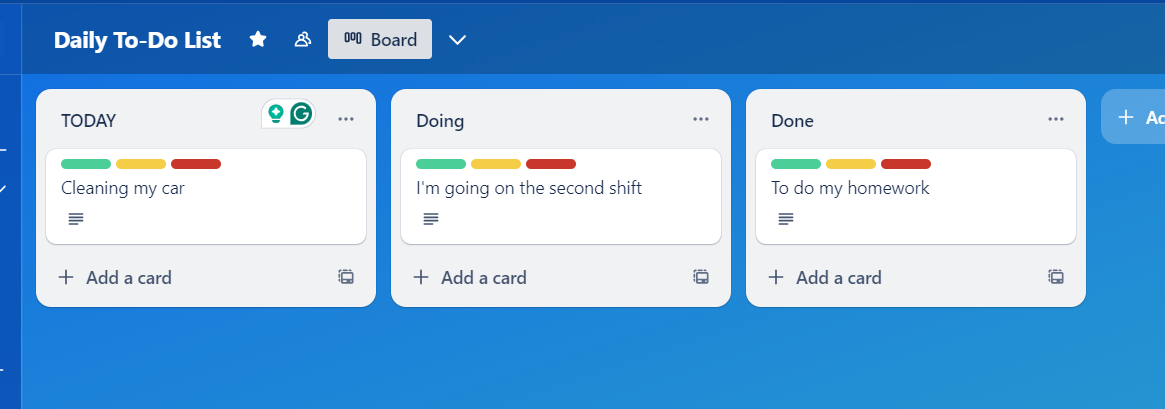 Daily To-Do List
Board
TODAY
Cleaning my car
Add a card
Doing
I'm going on the second shift
Add a card
Done
To do my homework
Add a card